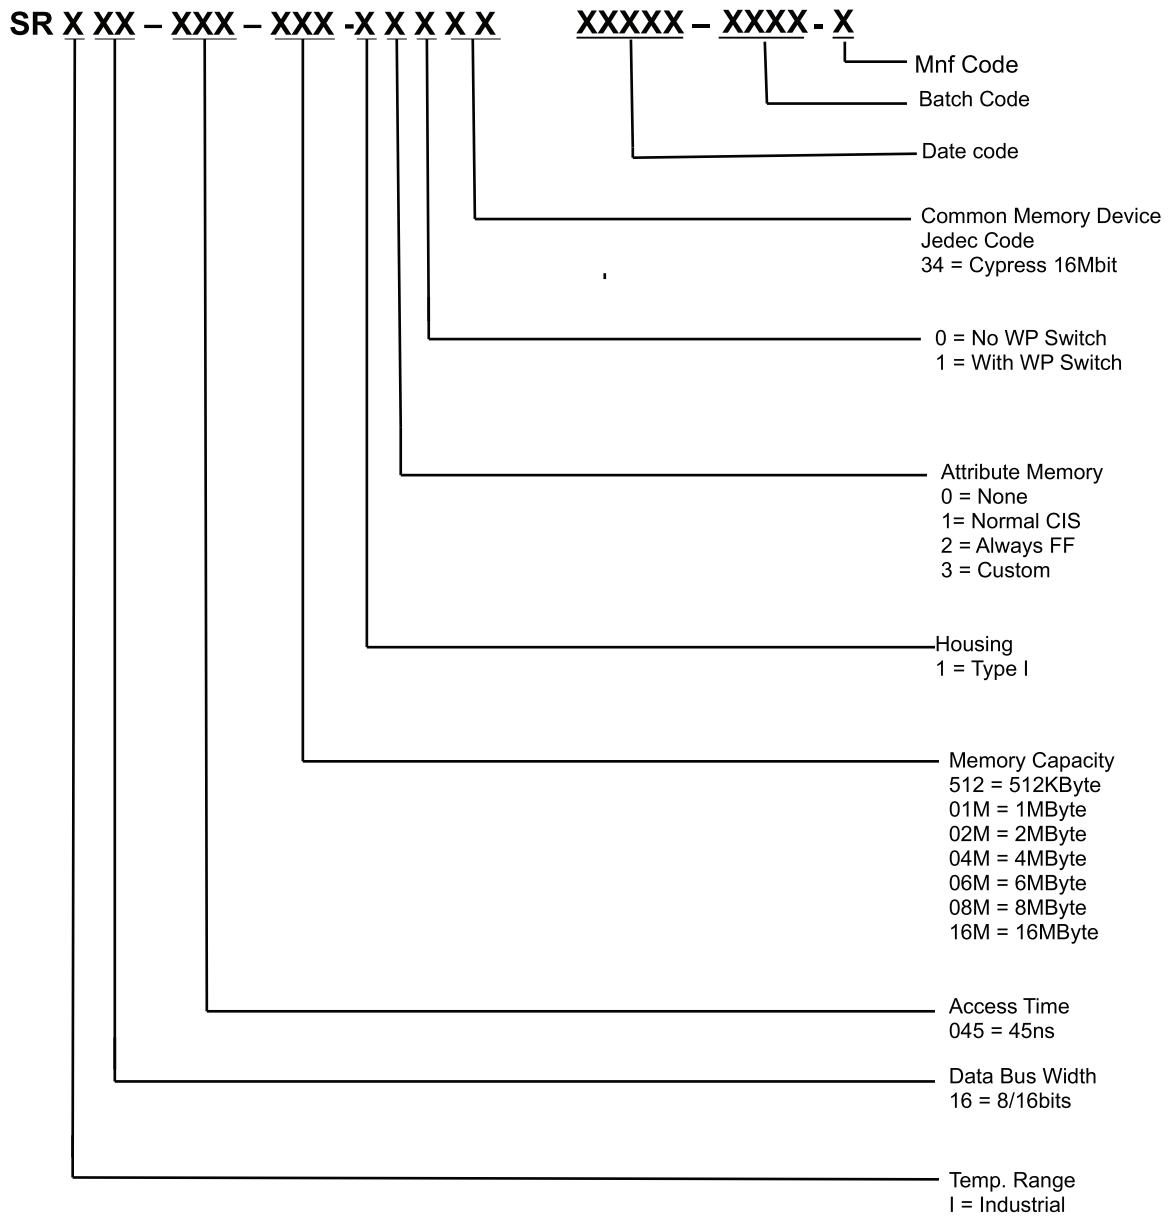 SR X XX – XXX – XXX -X X X X X XXXXX – XXXX - X
Mnf Code
Batch Code
Date code
Common Memory Device
Jedec Code
34 = Cypress 16Mbit
0 = No WP Switch
1 = With WP Switch
Attribute Memory
0 = None
1= Normal CIS
2 = Always FF
3 = Custom
Housing
1 = Type I
Memory Capacity
512 = 512KByte
01M = 1MByte
02M = 2MByte
04M = 4MByte
06M = 6MByte
08M = 8MByte
16M = 16MByte
Access Time
045 = 45ns
Data Bus Width
16 = 8/16bits
Temp. Range
I = Industrial